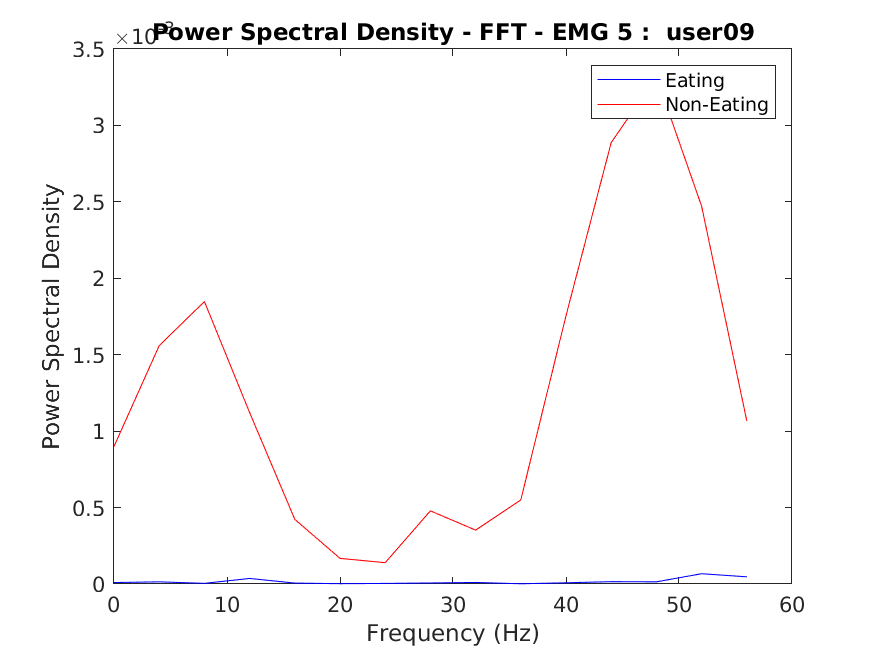 Power Spectral Density - FFT - EMG 5 :  user09
×10
Eating
Non-Eating
3.5
3
2.5
2
1.5
1
0.5
0
Power Spectral Density
0 10 20 30 40 50 60
Frequency (Hz)